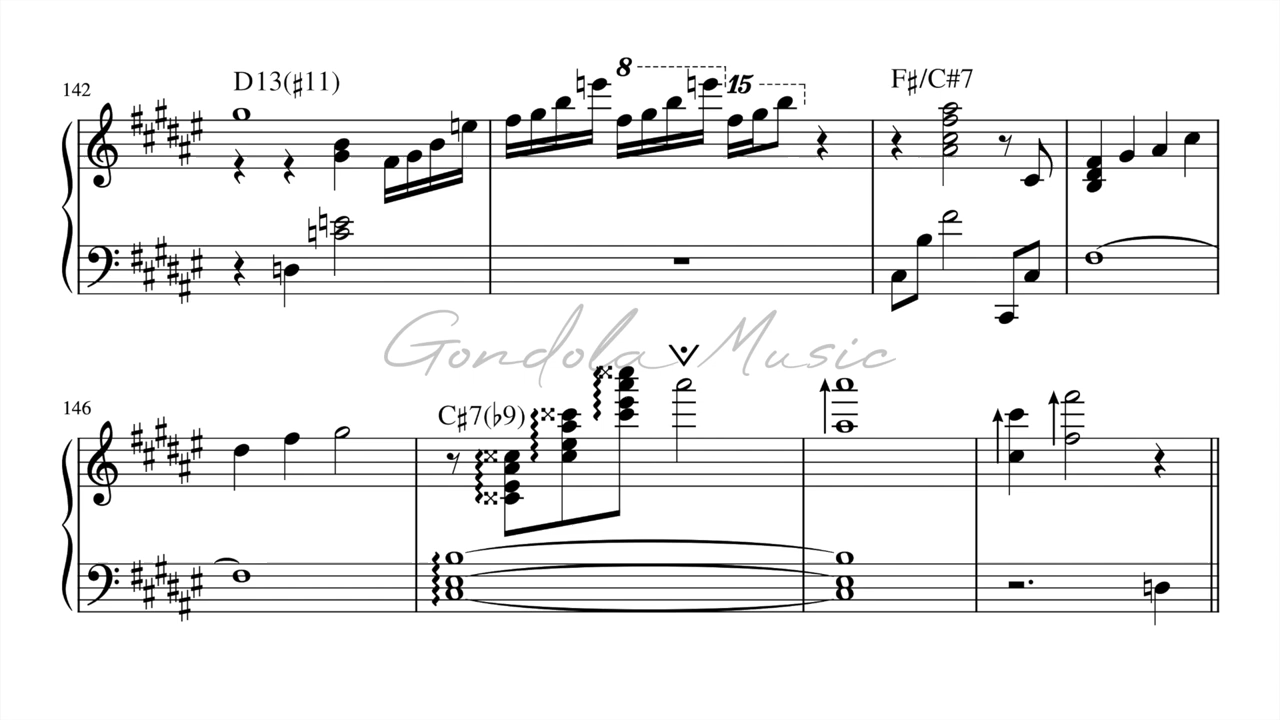 142
D13(♯11)
8
15
F♯/C#7
Gondola Music
146
C♯7(♭9)